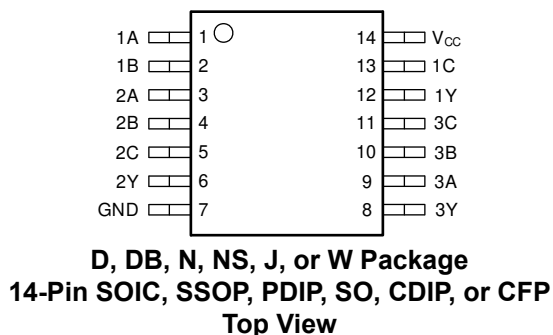 1A 1 14 VCC
1B 2 13 1C
2A 3 12 1Y
2B 4 11 3C
2C 5 10 3B
2Y 6 9 3A
GND 7 8 3Y
D, DB, N, NS, J, or W Package
14-Pin SOIC, SSOP, PDIP, SO, CDIP, or CFP
Top View